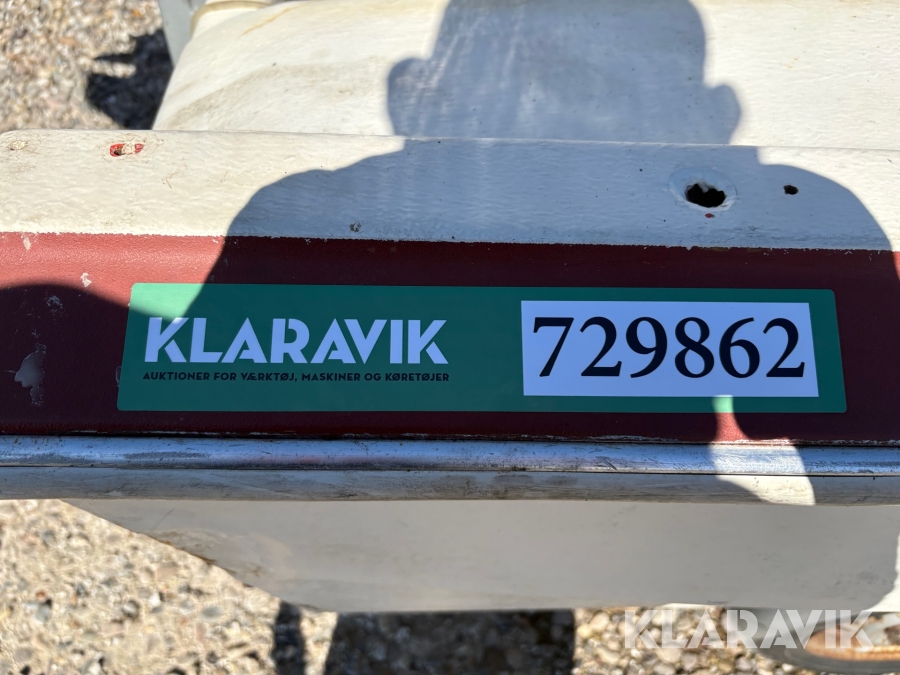 KLARAVIK
AUKTIONER FOR VÆRKTØJ, MASKINER OG KØRETØJER
729862
KLARAVIK